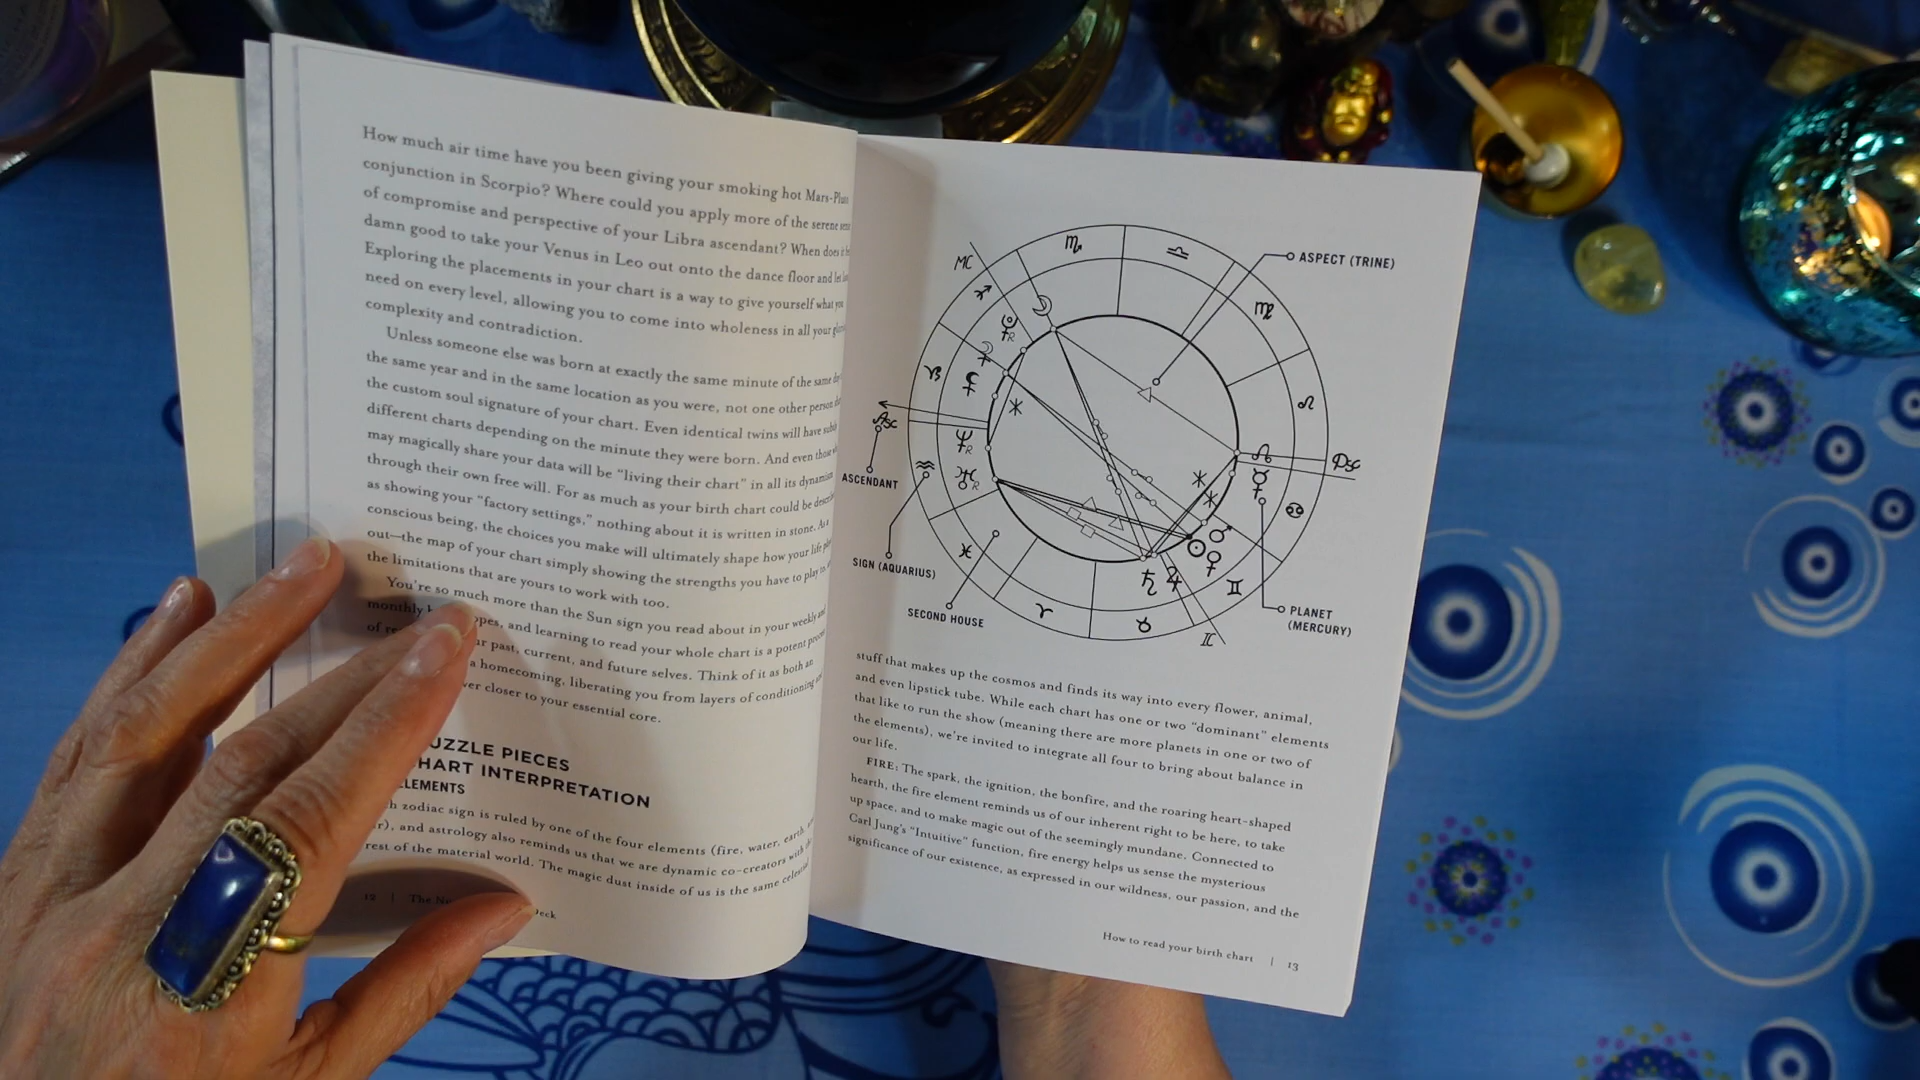 How much air time have you been giving your smoking hot Mars-
conjunction in Scorpio? Where could you apply more of the serene
of compromise and perspective of your Libra ascendant? When does it
damn good to take your Venus in Leo out onto the dance floor and let
Exploring the placements in your chart is a way to give yourself what you
need on every level, allowing you to come into wholeness in all your
complexity and contradiction.
Unless someone else was born at exactly the same minute of the same
the same year and in the same location as you were, not one other person
the custom soul signature of your chart. Even identical twins will have
different charts depending on the minute they were born. And even those
may magically share your data will be “living their chart” in all its dynamism
through their own free will. For as much as your birth chart could be
as showing your “factory settings,” nothing about it is written in stone. As
conscious being, the choices you make will ultimately shape how your life
out—the map of your chart simply showing the strengths you have to play
the limitations that are yours to work with too.
You’re so much more than the Sun sign you read about in your weekly and
monthly and learning to read your whole chart is a potent
of past, current, and future selves. Think of it as both an
a homecoming, liberating you from layers of conditioning
closer to your essential core.
PIECES
INTERPRETATION
ELEMENTS
zodiac sign is ruled by one of the four elements (fire, water, earth,
and astrology also reminds us that we are dynamic co-creators with
rest of the material world. The magic dust inside of us is the same
12 | The
MC
ASPECT (TRINE)
Asc
Dsc
ASCENDANT
SIGN (AQUARIUS)
SECOND HOUSE
IC
PLANET
(MERCURY)
stuff that makes up the cosmos and finds its way into every flower, animal,
and even lipstick tube. While each chart has one or two “dominant” elements
that like to run the show (meaning there are more planets in one or two of
the elements), we’re invited to integrate all four to bring about balance in
our life.
FIRE: The spark, the ignition, the bonfire, and the roaring heart-shaped
hearth, the fire element reminds us of our inherent right to be here, to take
up space, and to make magic out of the seemingly mundane. Connected to
Carl Jung’s “Intuitive” function, fire energy helps us sense the mysterious
significance of our existence, as expressed in our wildness, our passion, and the
How to read your birth chart | 13